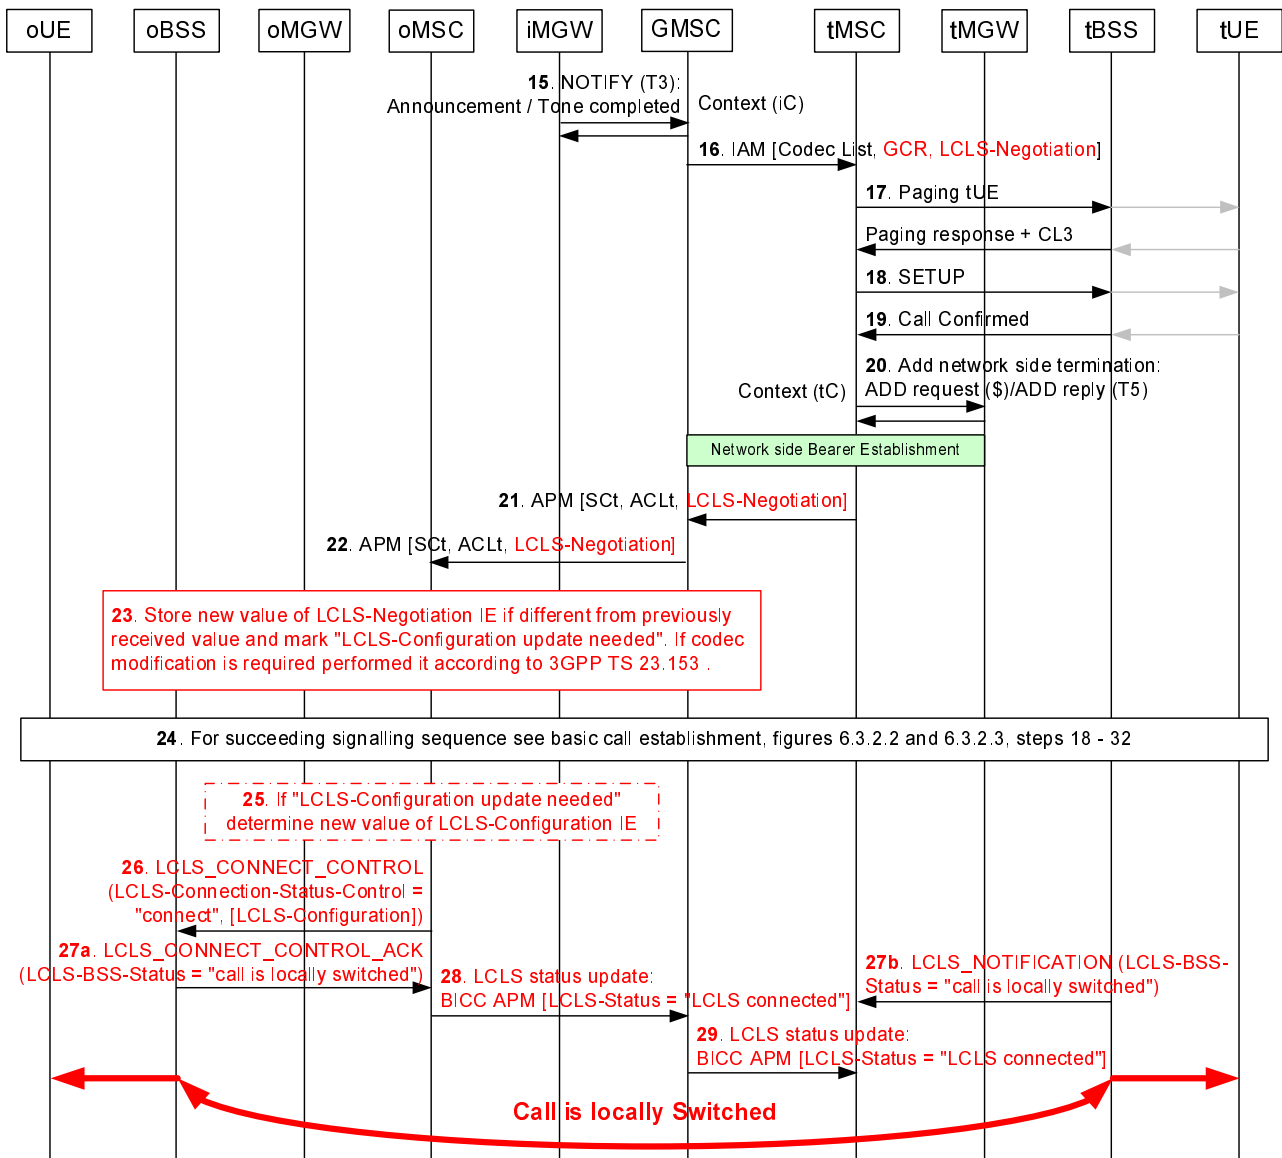 oUE oBSS oMGW oMSC iMGW GMSC tMSC tMGW tBSS tUE
15. NOTIFY (T3):
Announcement / Tone completed
Context (iC)
16. IAM [Codec List, GCR, LCLS-Negotiation]
17. Paging tUE
Paging response + CL3
18. SETUP
19. Call Confirmed
20. Add network side termination:
ADD request ($)/ADD reply (T5)
Context (tC)
Network side Bearer Establishment
21. APM [SCt, ACLt, LCLS-Negotiation]
22. APM [SCt, ACLt, LCLS-Negotiation]
23. Store new value of LCLS-Negotiation IE if different from previously
received value and mark "LCLS-Configuration update needed". If codec
modification is required performed it according to 3GPP TS 23.153 .
24. For succeeding signalling sequence see basic call establishment, figures 6.3.2.2 and 6.3.2.3, steps 18 - 32
25. If "LCLS-Configuration update needed"
determine new value of LCLS-Configuration IE
26. LCLS_CONNECT_CONTROL
(LCLS-Connection-Status-Control =
"connect", [LCLS-Configuration])
27a. LCLS_CONNECT_CONTROL_ACK
(LCLS-BSS-Status = "call is locally switched")
27b. LCLS_NOTIFICATION (LCLS-BSS-
Status = "call is locally switched")
28. LCLS status update:
BICC APM [LCLS-Status = "LCLS connected"]
29. LCLS status update:
BICC APM [LCLS-Status = "LCLS connected"]
Call is locally Switched